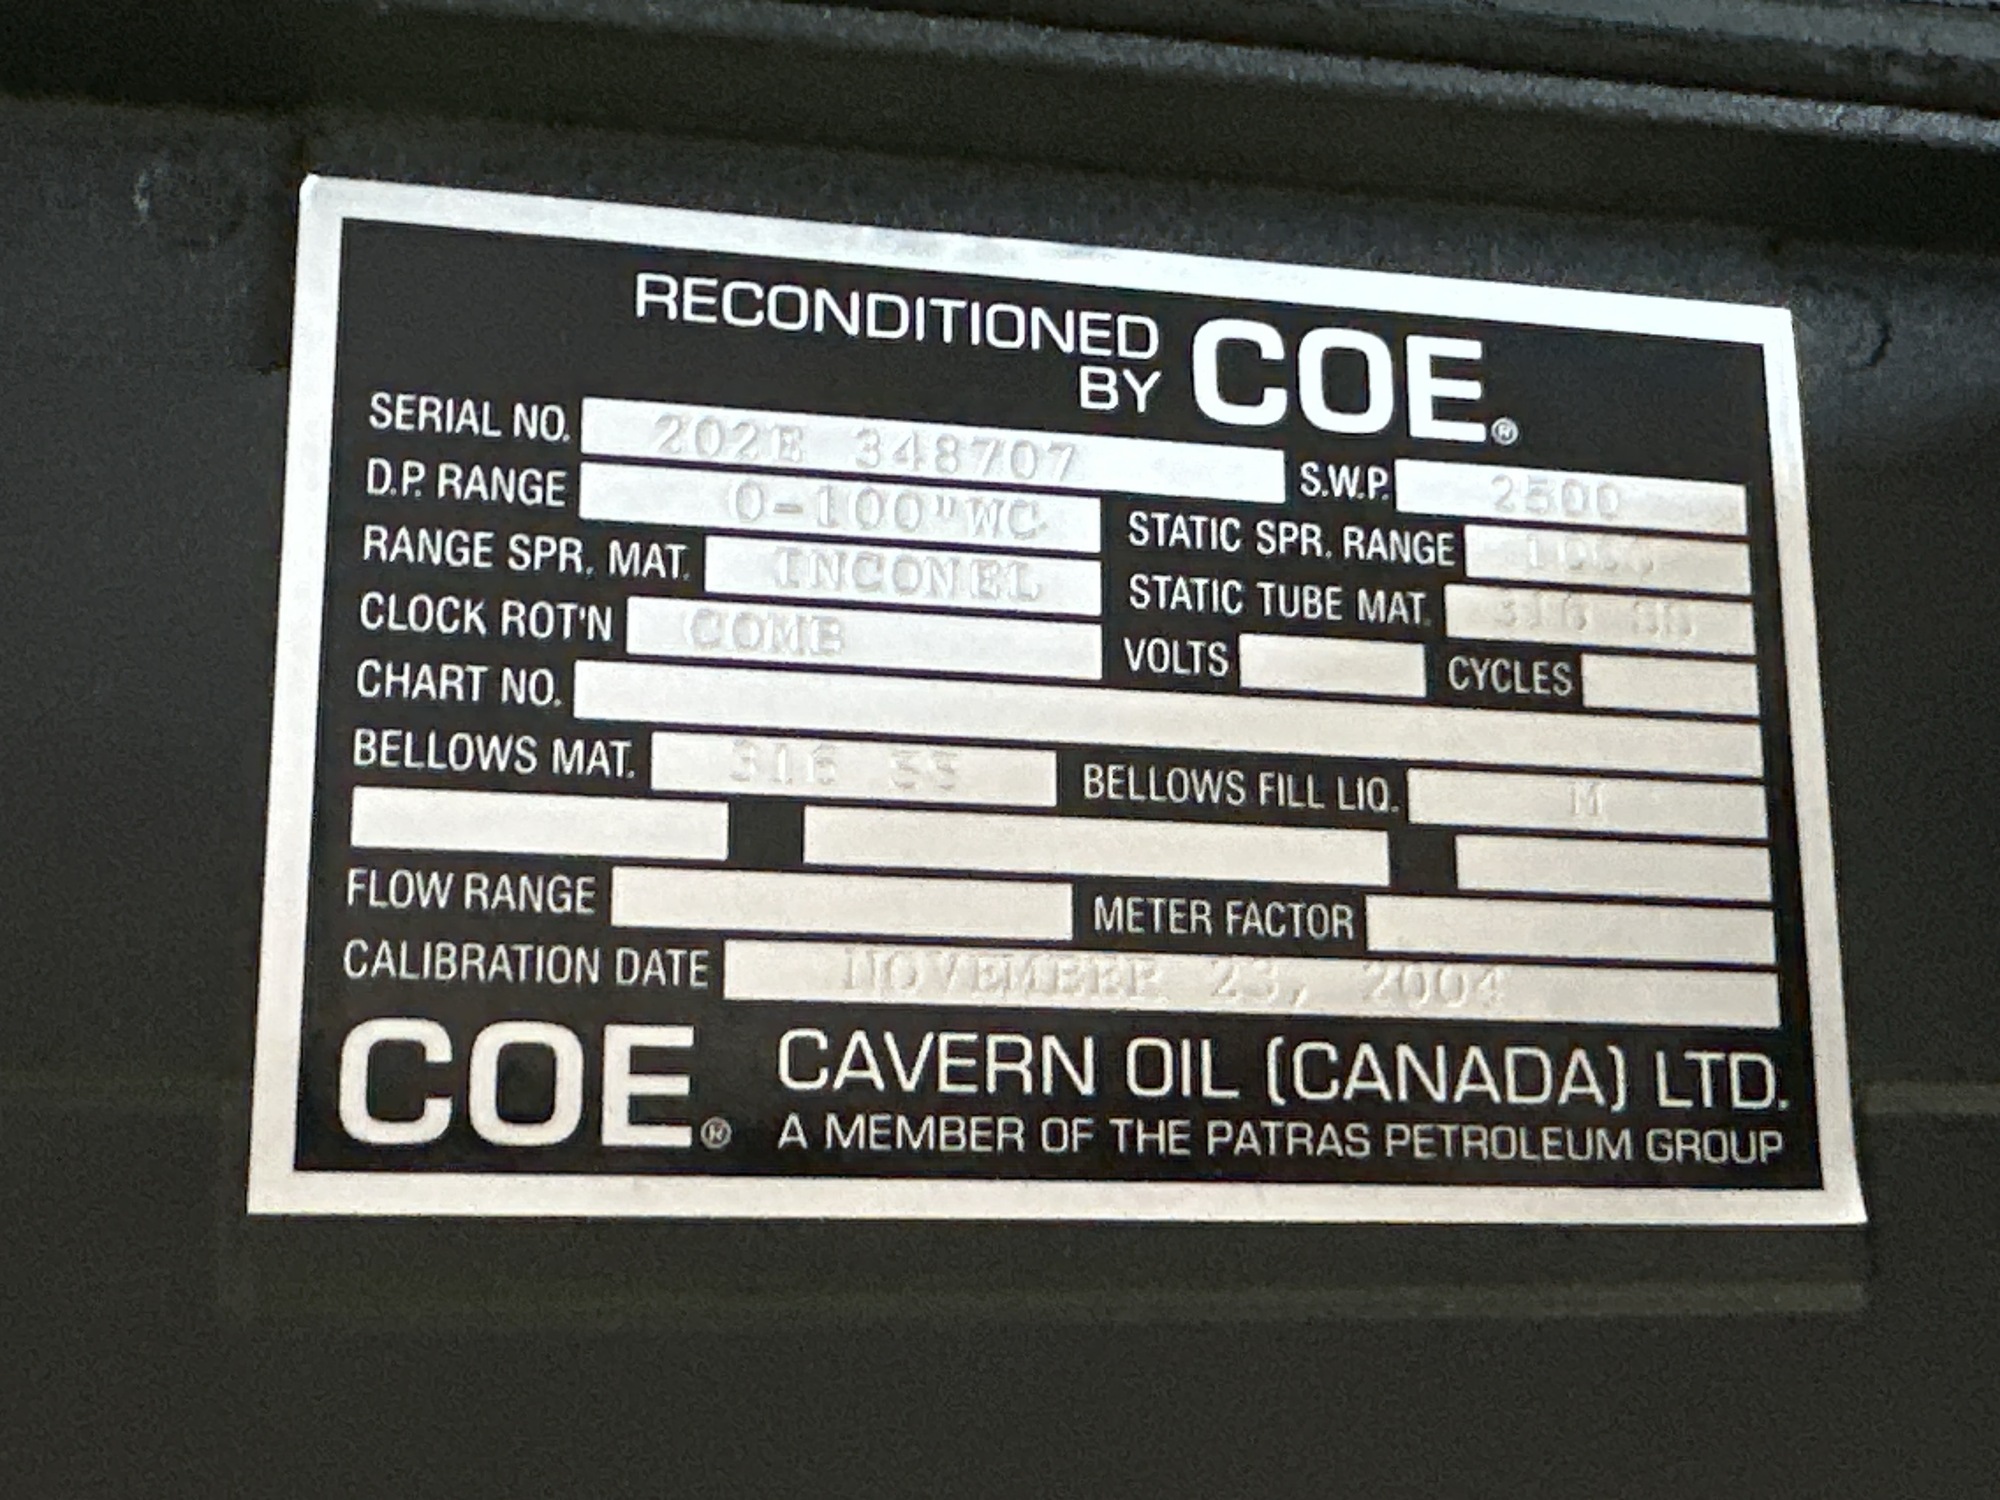 RECONDITIONED
BY COE®
SERIAL NO. 202E 348707 S.W.P. 2500
D.P. RANGE 0-100"WC STATIC SPR. RANGE
RANGE SPR. MAT. INCONEL STATIC TUBE MAT. 316 SS
CLOCK ROT'N COMB VOLTS CYCLES
CHART NO.
BELLOWS MAT. 316 SS BELLOWS FILL LIQ. M
FLOW RANGE METER FACTOR
CALIBRATION DATE NOVEMBER 23, 2004
COE® CAVERN OIL (CANADA) LTD.
A MEMBER OF THE PATRAS PETROLEUM GROUP